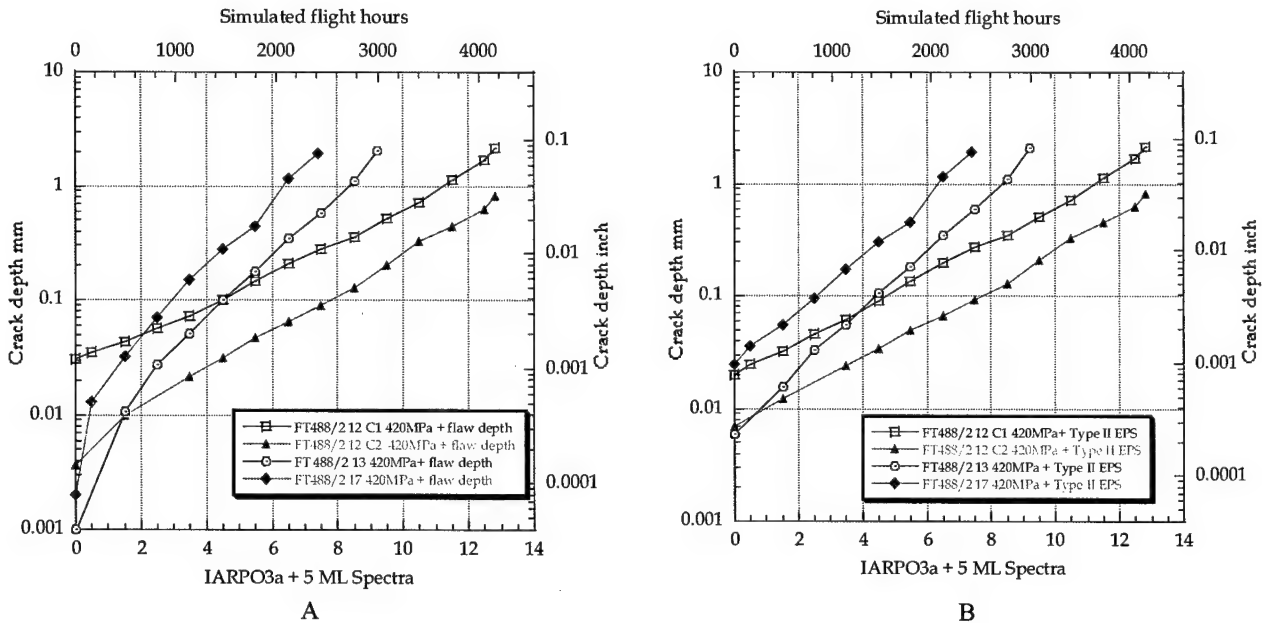 Simulated flight hours
0 1000 2000 3000 4000
10
1
0.1
0.01
0.001
Crack depth mm
0.1
0.01
0.001
0.0001
Crack depth inch
FT488/2 12 C1 420MPa + flaw depth
FT488/2 12 C2 420MPa + flaw depth
FT488/2 13 420MPa + flaw depth
FT488/2 17 420MPa + flaw depth
0 2 4 6 8 10 12 14
IARPO3a + 5 ML Spectra
A
Simulated flight hours
0 1000 2000 3000 4000
10
1
0.1
0.01
0.001
Crack depth mm
0.1
0.01
0.001
0.0001
Crack depth inch
FT488/2 12 C1 420MPa+ Type II EPS
FT488/2 12 C2 420MPa + Type II EPS
FT488/2 13 420MPa + Type II EPS
FT488/2 17 420MPa + Type II EPS
0 2 4 6 8 10 12 14
IARPO3a + 5 ML Spectra
B